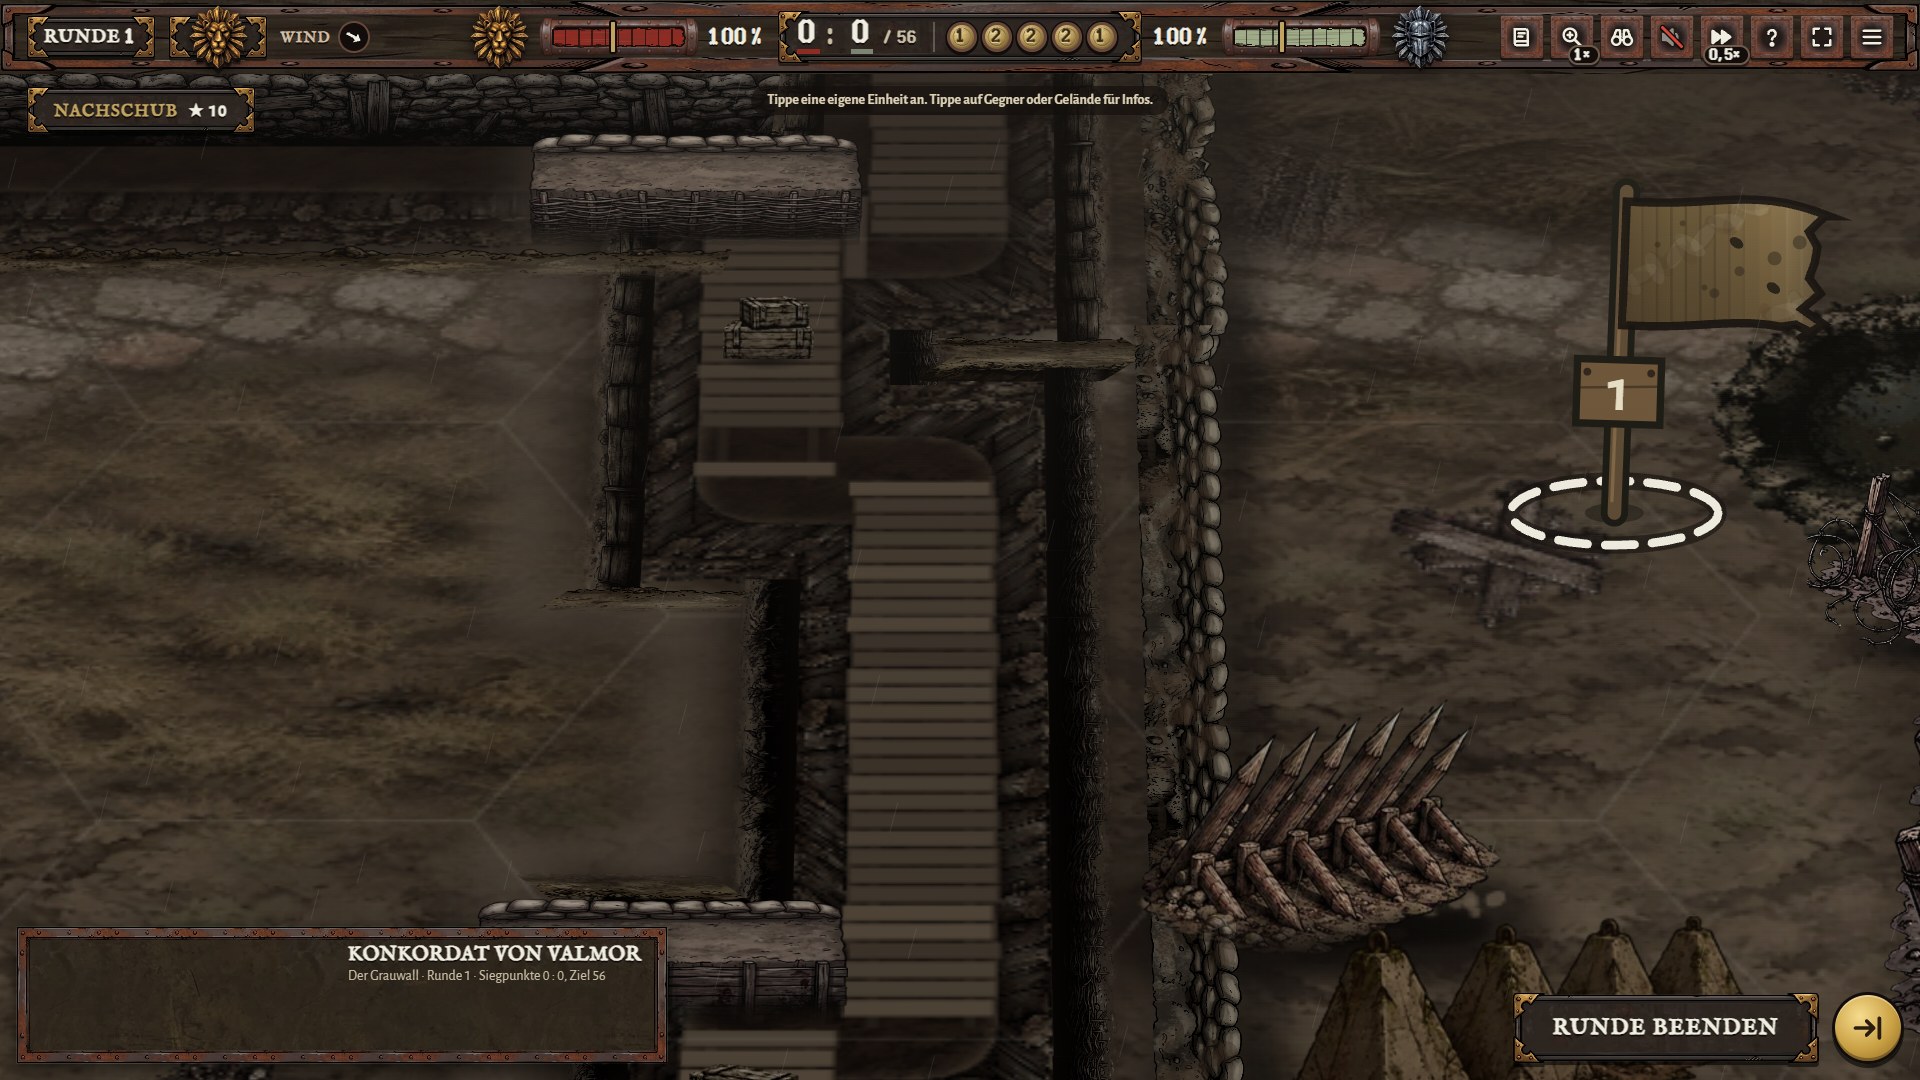 RUNDE 1
WIND
100 %
0 : 0 / 56
1 2 2 2 1
100 %
1×
0,5×
?
NACHSCHUB ★ 10
Tippe eine eigene Einheit an. Tippe auf Gegner oder Gelände für Infos.
1
KONKORDAT VON VALMOR
Der Grauwall · Runde 1 · Siegpunkte 0 : 0, Ziel 56
RUNDE BEENDEN